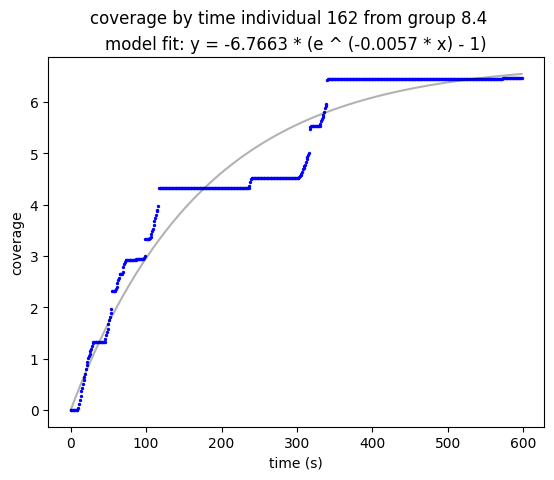 coverage by time individual 162 from group 8.4
model fit: y = -6.7663 * (e ^ (-0.0057 * x) - 1)
6
5
4
3
2
1
0
coverage
0 100 200 300 400 500 600
time (s)